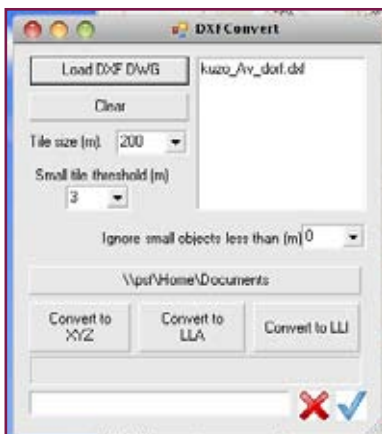 DXFConvert
Load DXF DWG
kuzo_Av_dorf.dxf
Clear
Tile size (m) 200
Small tile threshold (m)
3
Ignore small objects less than (m) 0
\\psf\Home\Documents
Convert to XYZ
Convert to LLA
Convert to LLI